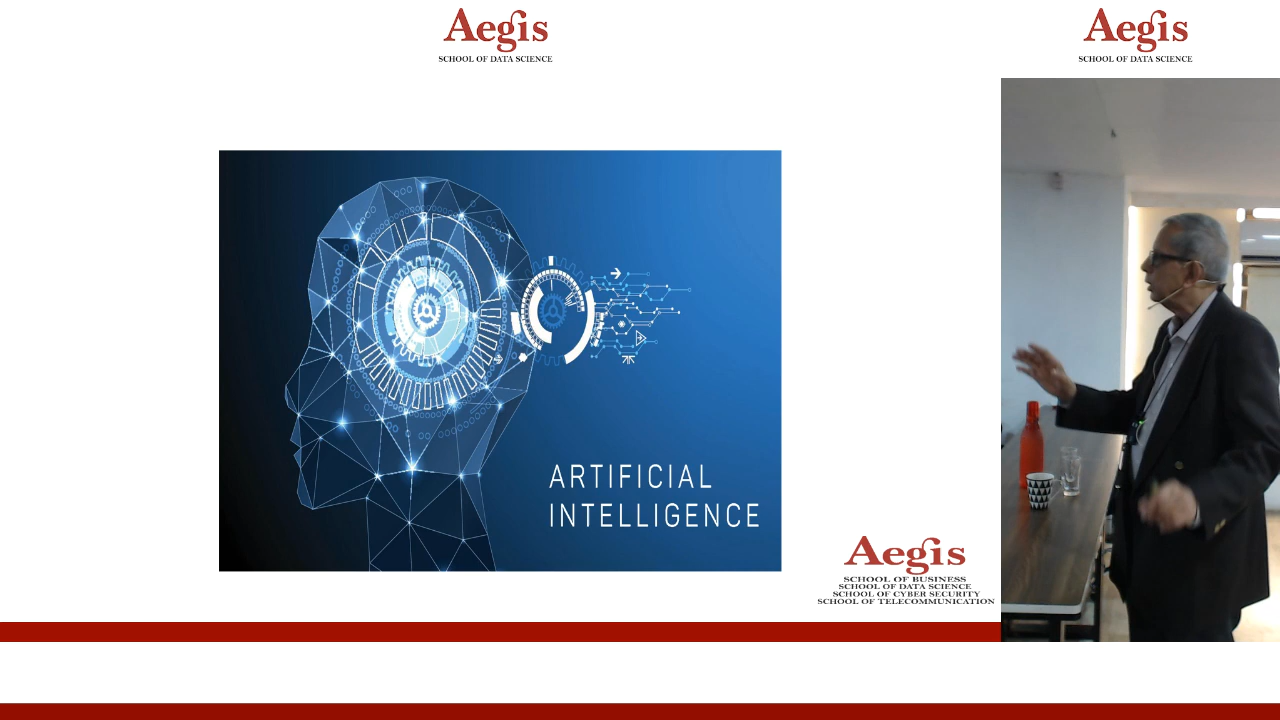 Aegis
SCHOOL OF DATA SCIENCE
Aegis
SCHOOL OF DATA SCIENCE
ARTIFICIAL
INTELLIGENCE
Aegis
SCHOOL OF BUSINESS
SCHOOL OF DATA SCIENCE
SCHOOL OF CYBER SECURITY
SCHOOL OF TELECOMMUNICATION